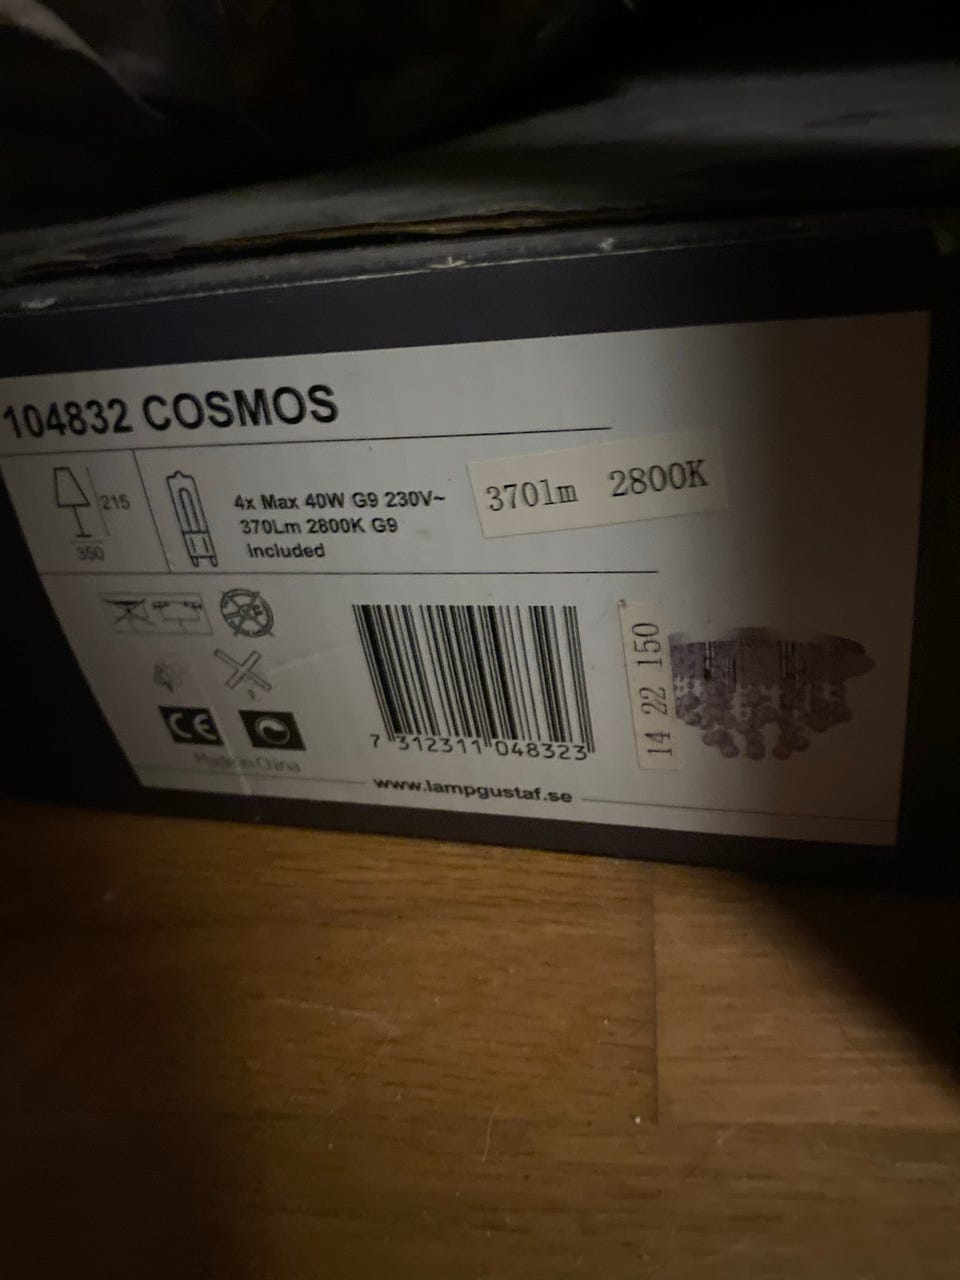 104832 COSMOS
215
350
4x Max 40W G9 230V~
370Lm 2800K G9
Included
370lm 2800K
CE
Made in China
7 312311 048323
14 22 150
www.lampgustaf.se